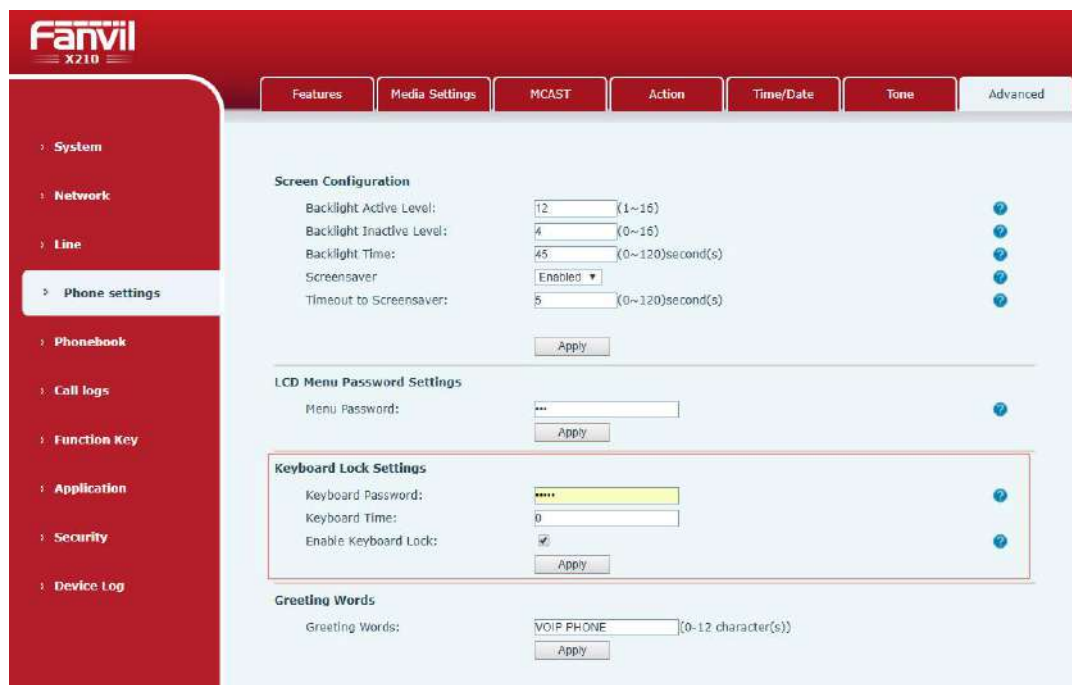 Fanvil
X210
Features Media Settings MCAST Action Time/Date Tone Advanced
System
Network
Line
Phone settings
Phonebook
Call logs
Function Key
Application
Security
Device Log
Screen Configuration
Backlight Active Level: 12 (1~16)
Backlight Inactive Level: 4 (0~16)
Backlight Time: 45 (0~120)second(s)
Screensaver Enabled
Timeout to Screensaver: 5 (0~120)second(s)
Apply
LCD Menu Password Settings
Menu Password: •••
Apply
Keyboard Lock Settings
Keyboard Password: •••••
Keyboard Time: 0
Enable Keyboard Lock:
Apply
Greeting Words
Greeting Words: VOIP PHONE (0-12 character(s))
Apply